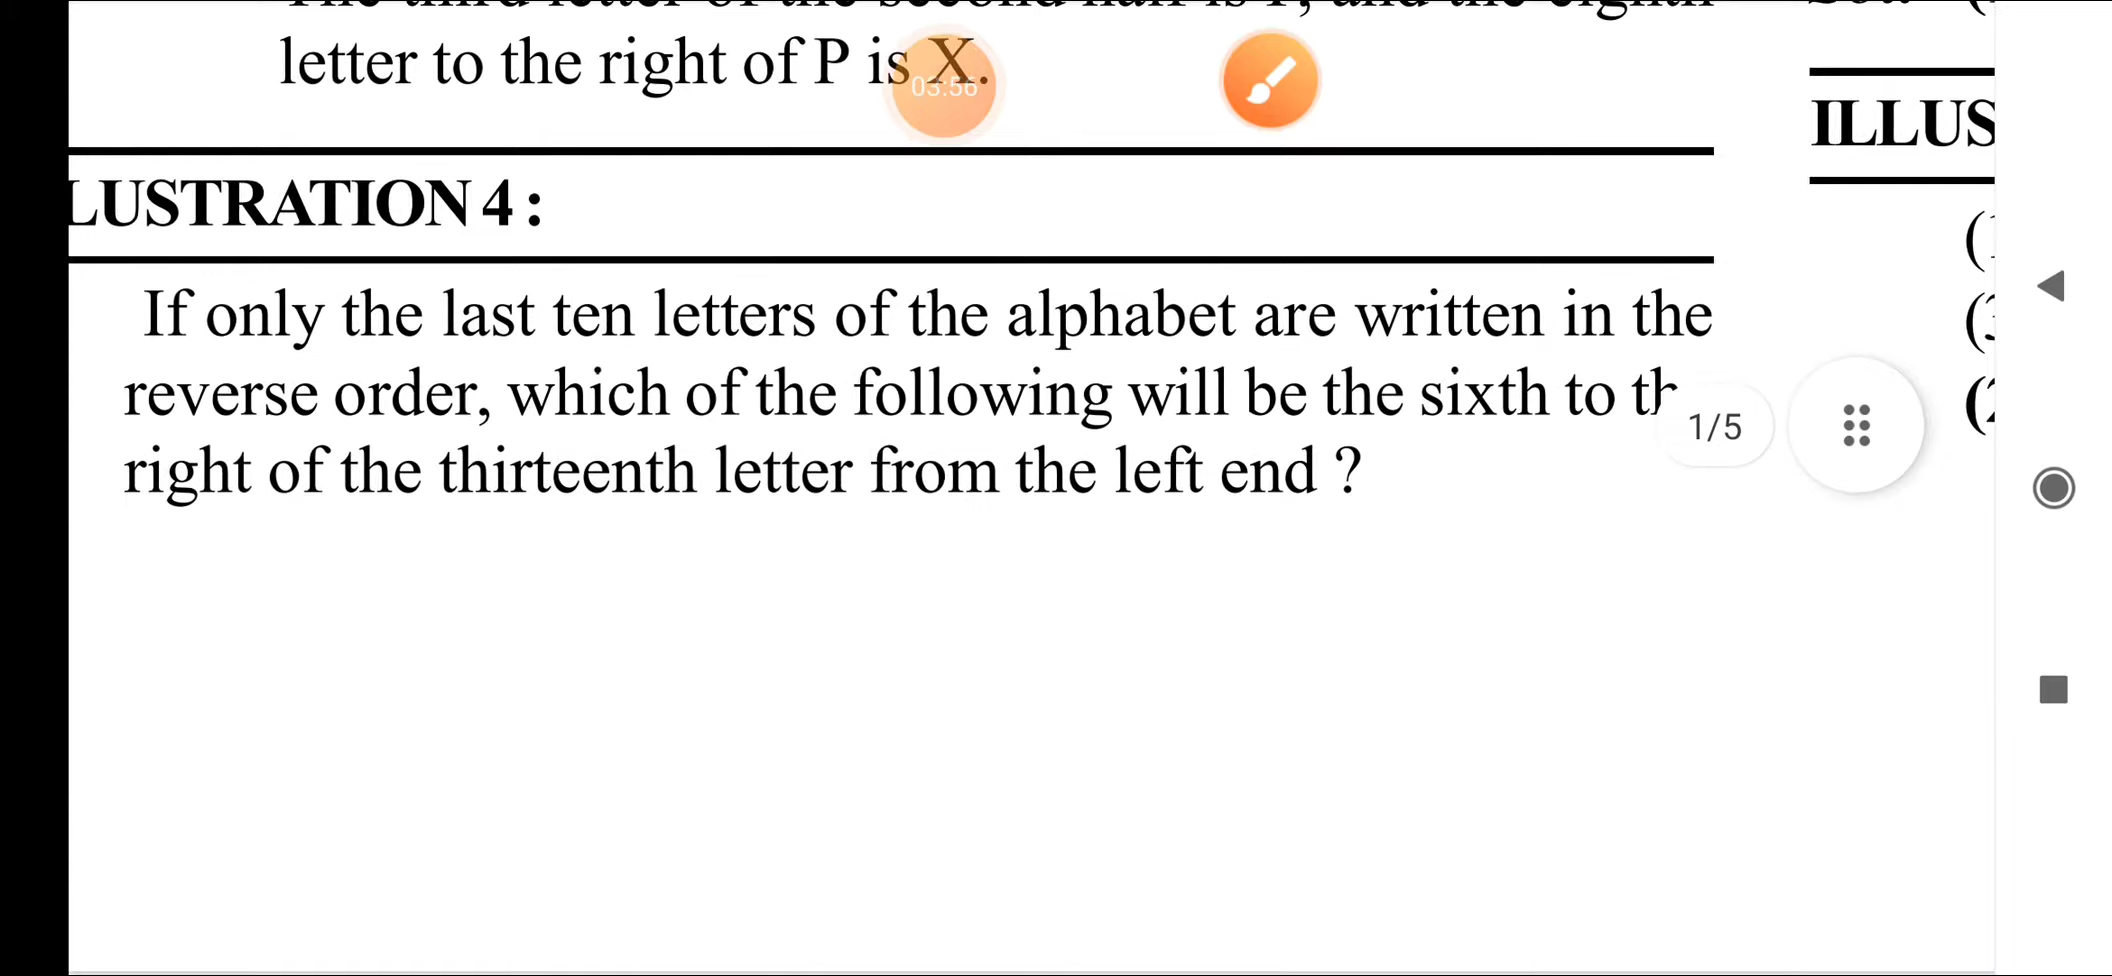 letter to the right of P is X.
03:56
LUSTRATION 4 :
If only the last ten letters of the alphabet are written in the
reverse order, which of the following will be the sixth to
right of the thirteenth letter from the left end ?
1/5
ILLUS